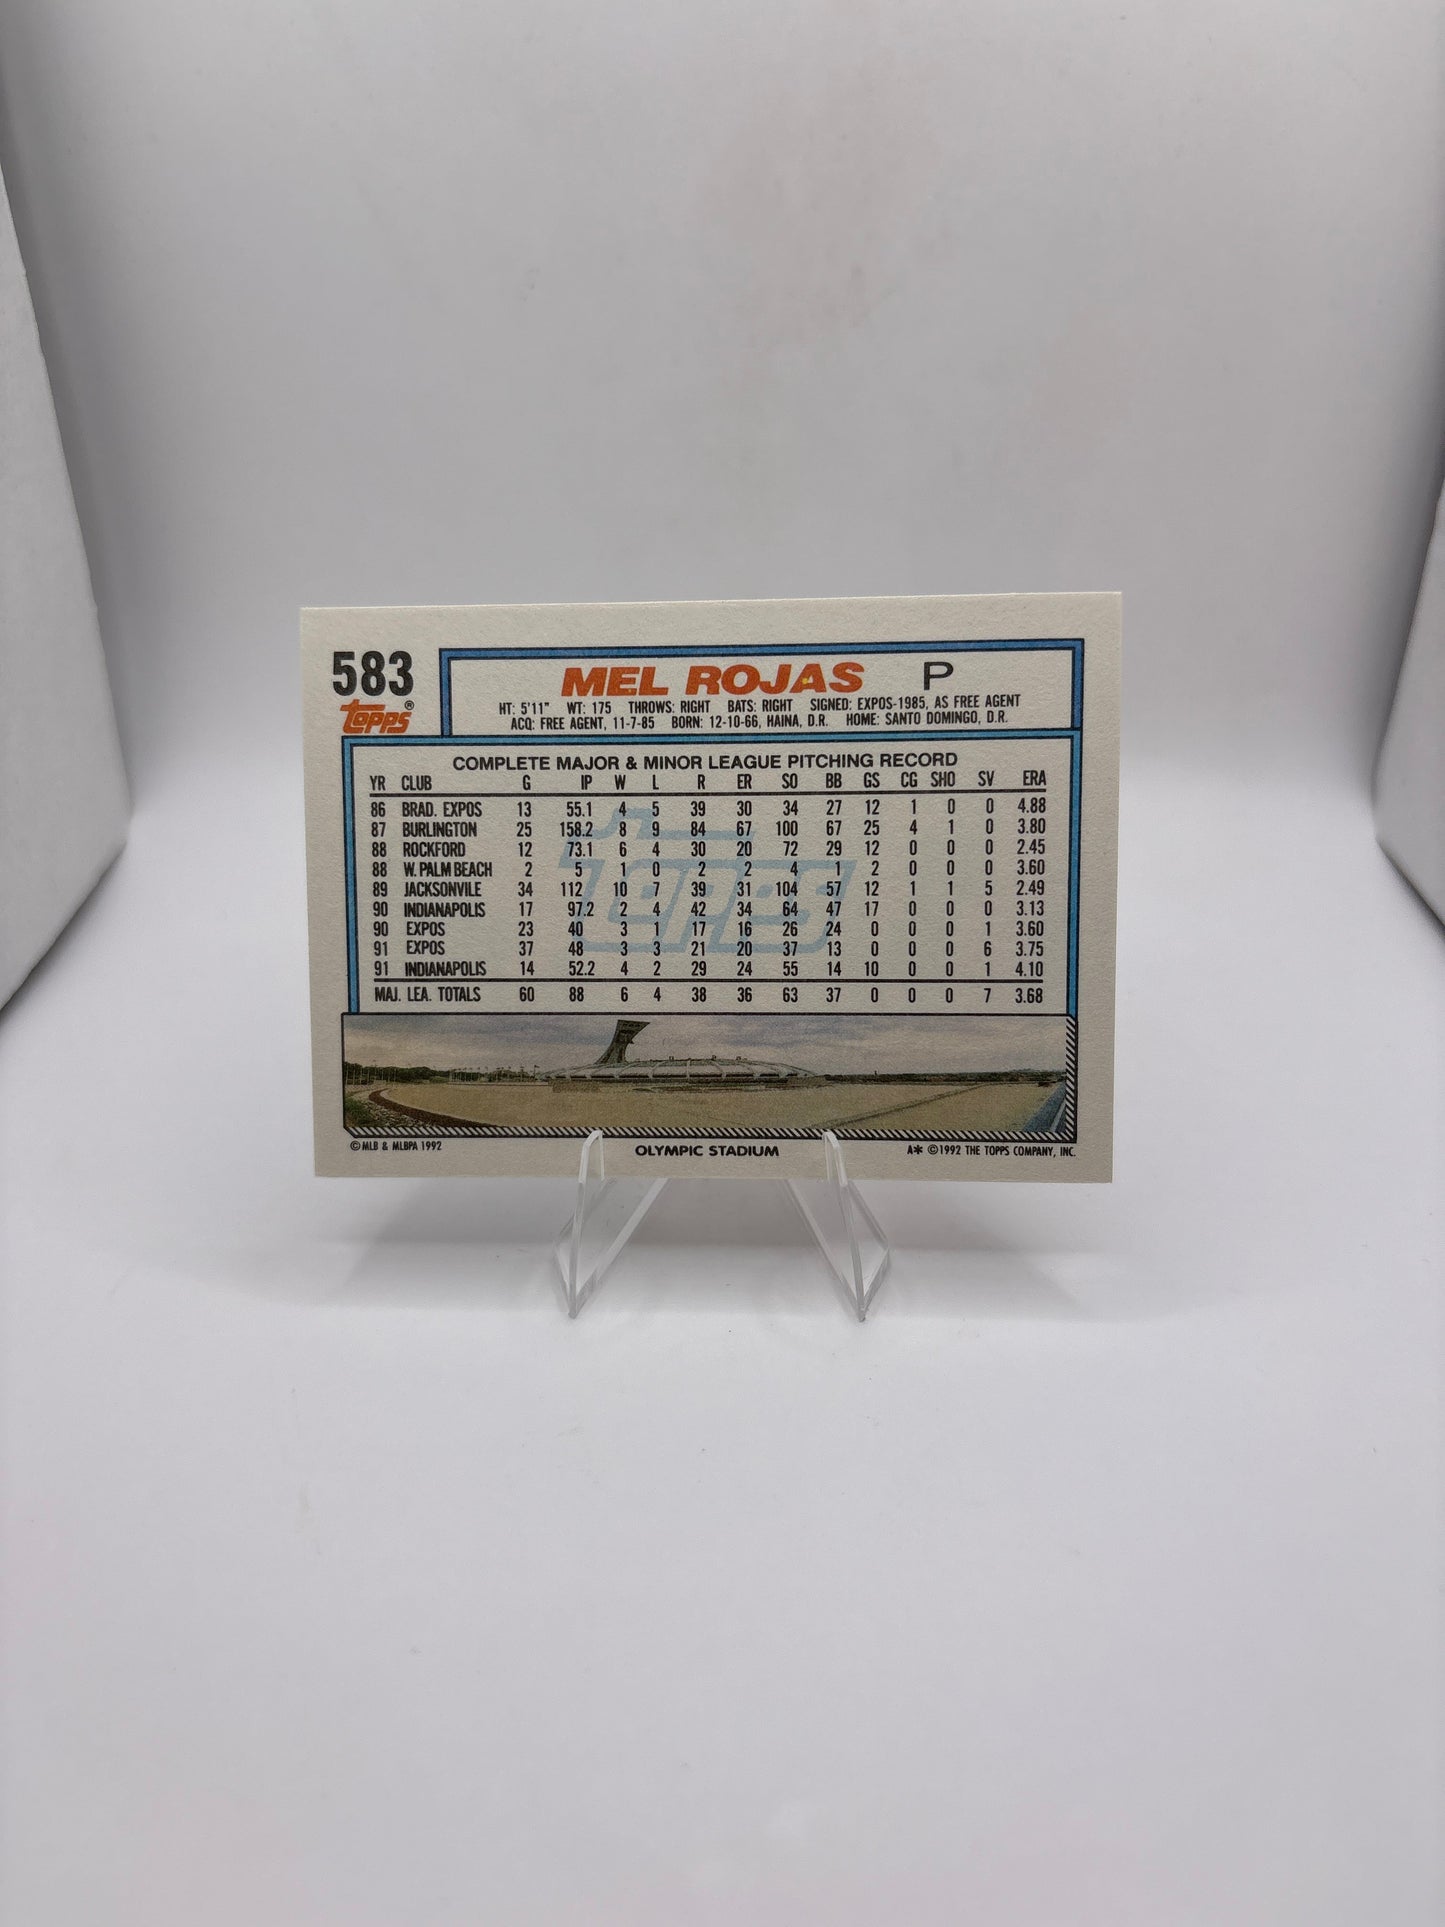 583 MEL ROJAS P
topps®
HT: 5'11" WT: 175 THROWS: RIGHT BATS: RIGHT SIGNED: EXPOS-1985, AS FREE AGENT
ACQ: FREE AGENT, 11-7-85 BORN: 12-10-66, HAINA, D.R. HOME: SANTO DOMINGO, D.R.
COMPLETE MAJOR & MINOR LEAGUE PITCHING RECORD
YR CLUB G IP W L R ER SO BB GS CG SHO SV ERA
86 BRAD. EXPOS 13 55.1 4 5 39 30 34 27 12 1 0 0 4.88
87 BURLINGTON 25 158.2 8 9 84 67 100 67 25 4 1 0 3.80
88 ROCKFORD 12 73.1 6 4 30 20 72 29 12 0 0 0 2.45
88 W. PALM BEACH 2 5 1 0 2 2 4 1 2 0 0 0 3.60
89 JACKSONVILE 34 112 10 7 39 31 104 57 12 1 1 5 2.49
90 INDIANAPOLIS 17 97.2 2 4 42 34 64 47 17 0 0 0 3.13
90 EXPOS 23 40 3 1 17 16 26 24 0 0 0 1 3.60
91 EXPOS 37 48 3 3 21 20 37 13 0 0 0 6 3.75
91 INDIANAPOLIS 14 52.2 4 2 29 24 55 14 10 0 0 1 4.10
MAJ. LEA. TOTALS 60 88 6 4 38 36 63 37 0 0 0 7 3.68
topps
© MLB & MLBPA 1992 OLYMPIC STADIUM A* ©1992 THE TOPPS COMPANY, INC.